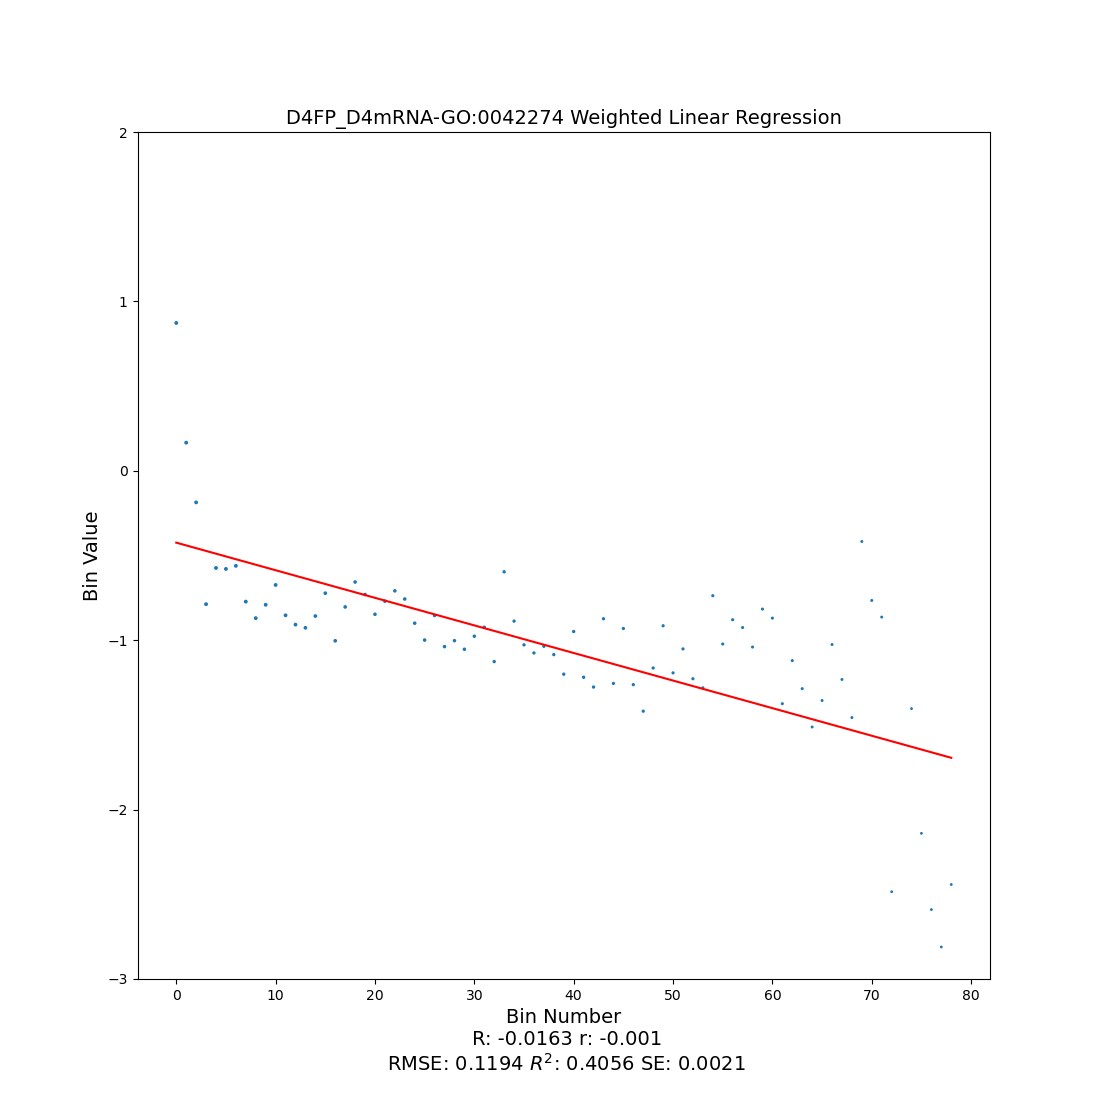 D4FP_D4mRNA-GO:0042274 Weighted Linear Regression
2
1
0
−1
−2
−3
Bin Value
0 10 20 30 40 50 60 70 80
Bin Number
R: -0.0163 r: -0.001
RMSE: 0.1194 R²: 0.4056 SE: 0.0021